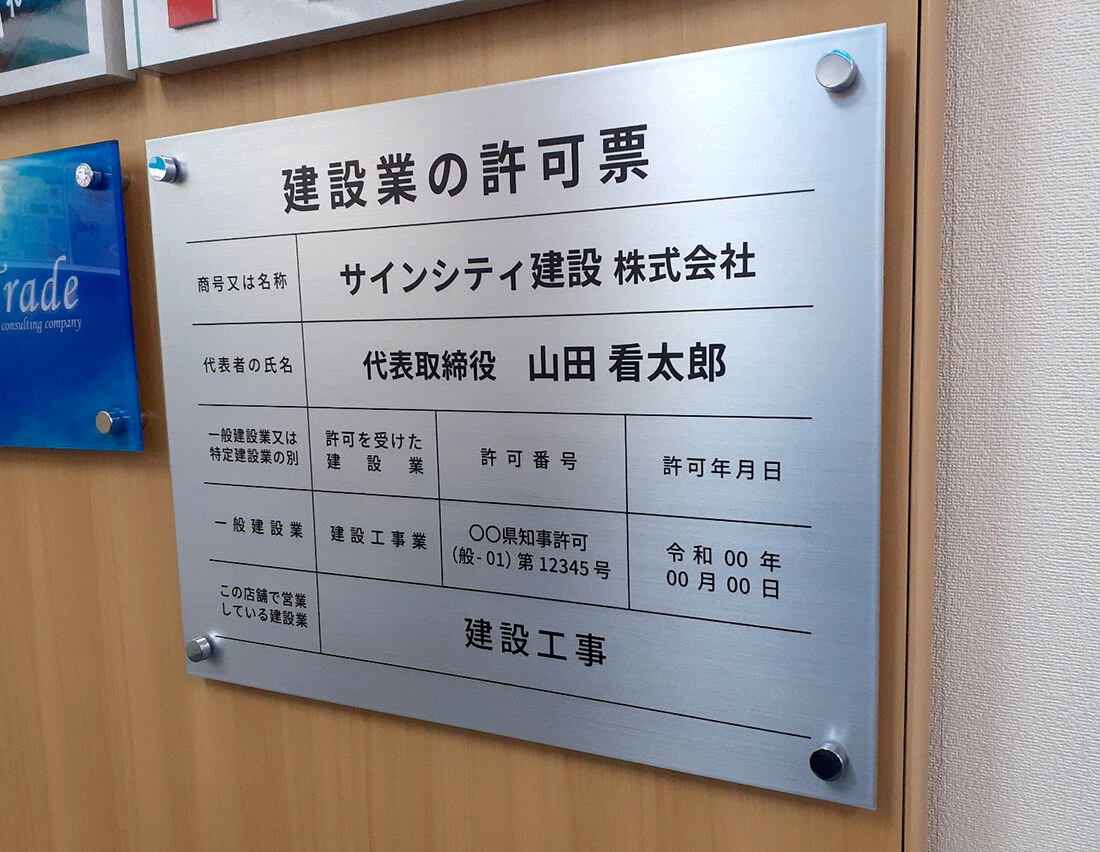 建設業の許可票
商号又は名称
サインシティ建設 株式会社
代表者の氏名
代表取締役 山田 看太郎
一般建設業又は
特定建設業の別
許可を受けた
建設業
許可番号
許可年月日
一般建設業
建設工事業
〇〇県知事許可
(般-01) 第 12345 号
令和 00 年
00 月 00 日
この店舗で営業
している建設業
建設工事
Trade
consulting company